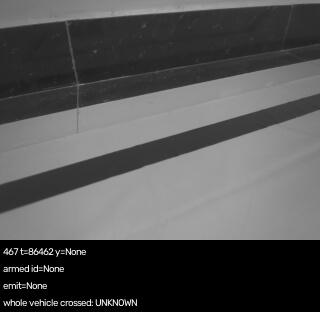 467 t=86462 y=None
armed id=None
emit=None
whole vehicle crossed: UNKNOWN